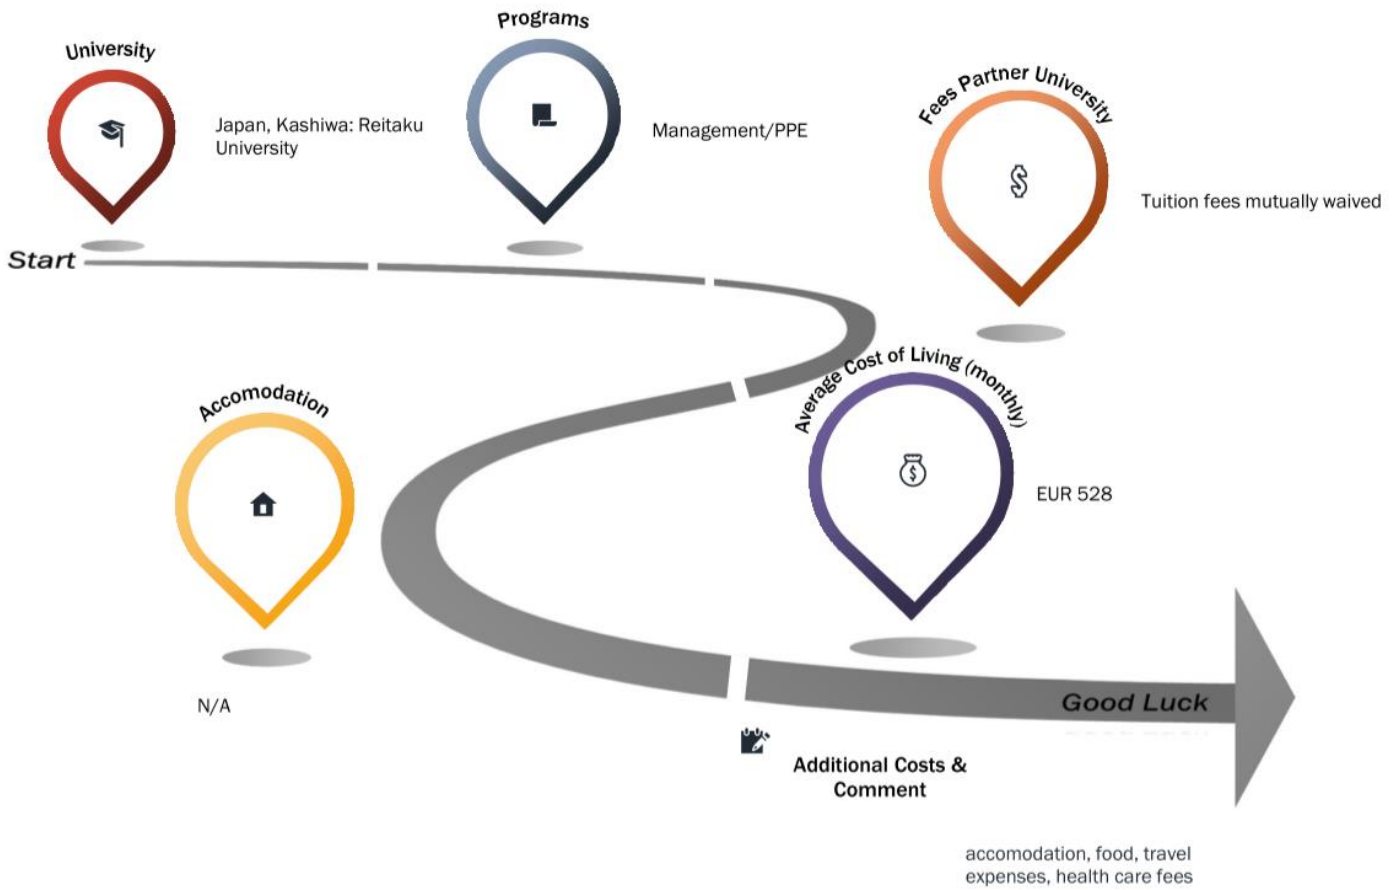 University
Japan, Kashiwa: Reitaku
University
Programs
Management/PPE
Fees Partner University
Tuition fees mutually waived
Start
Average Cost of Living (monthly)
EUR 528
Accomodation
N/A
Good Luck
Additional Costs &
Comment
accomodation, food, travel
expenses, health care fees